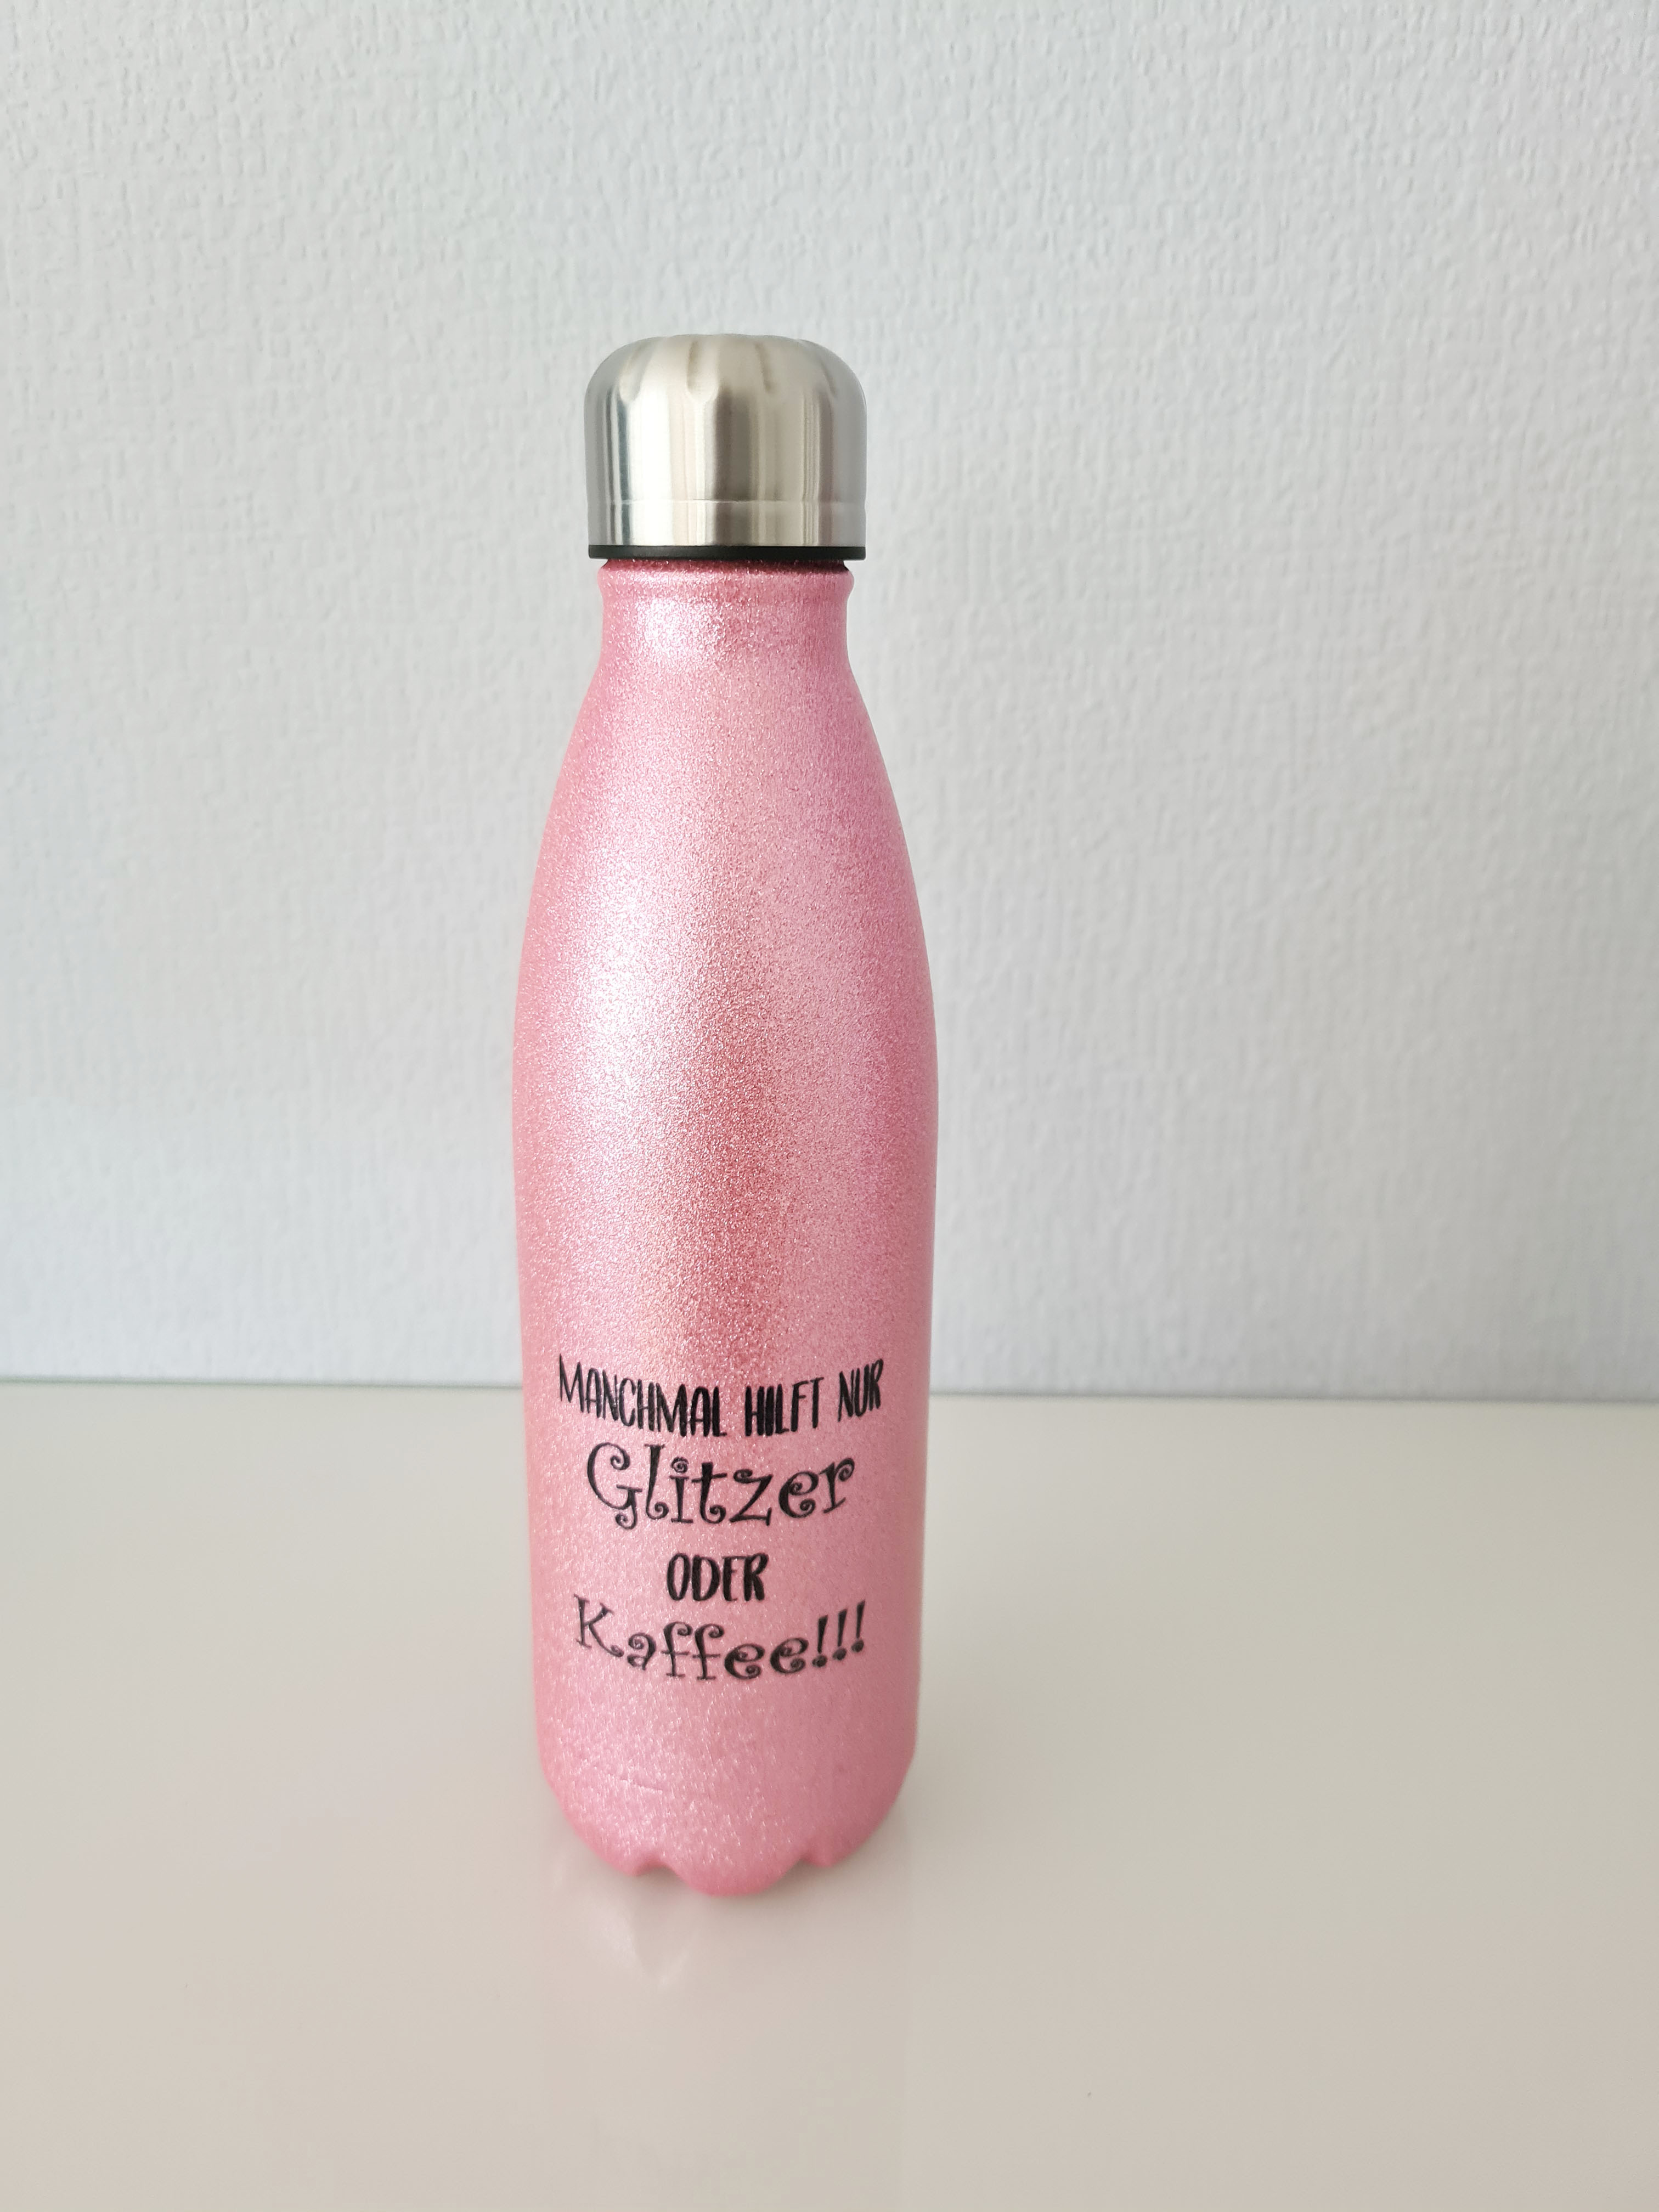 MANCHMAL HILFT NUR
Glitzer
ODER
Kaffee!!!